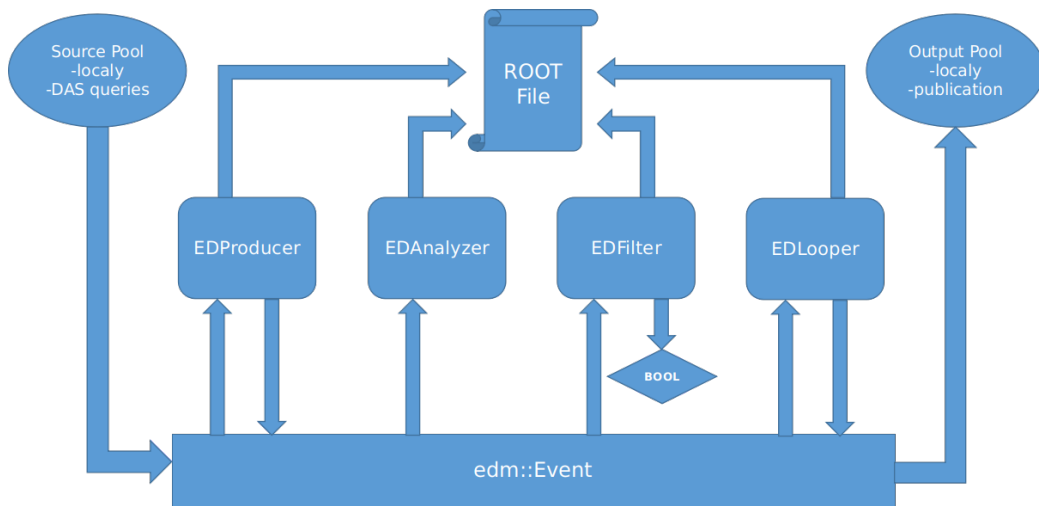 Source Pool
-localy
-DAS queries
ROOT
File
Output Pool
-localy
-publication
EDProducer
EDAnalyzer
EDFilter
EDLooper
BOOL
edm::Event